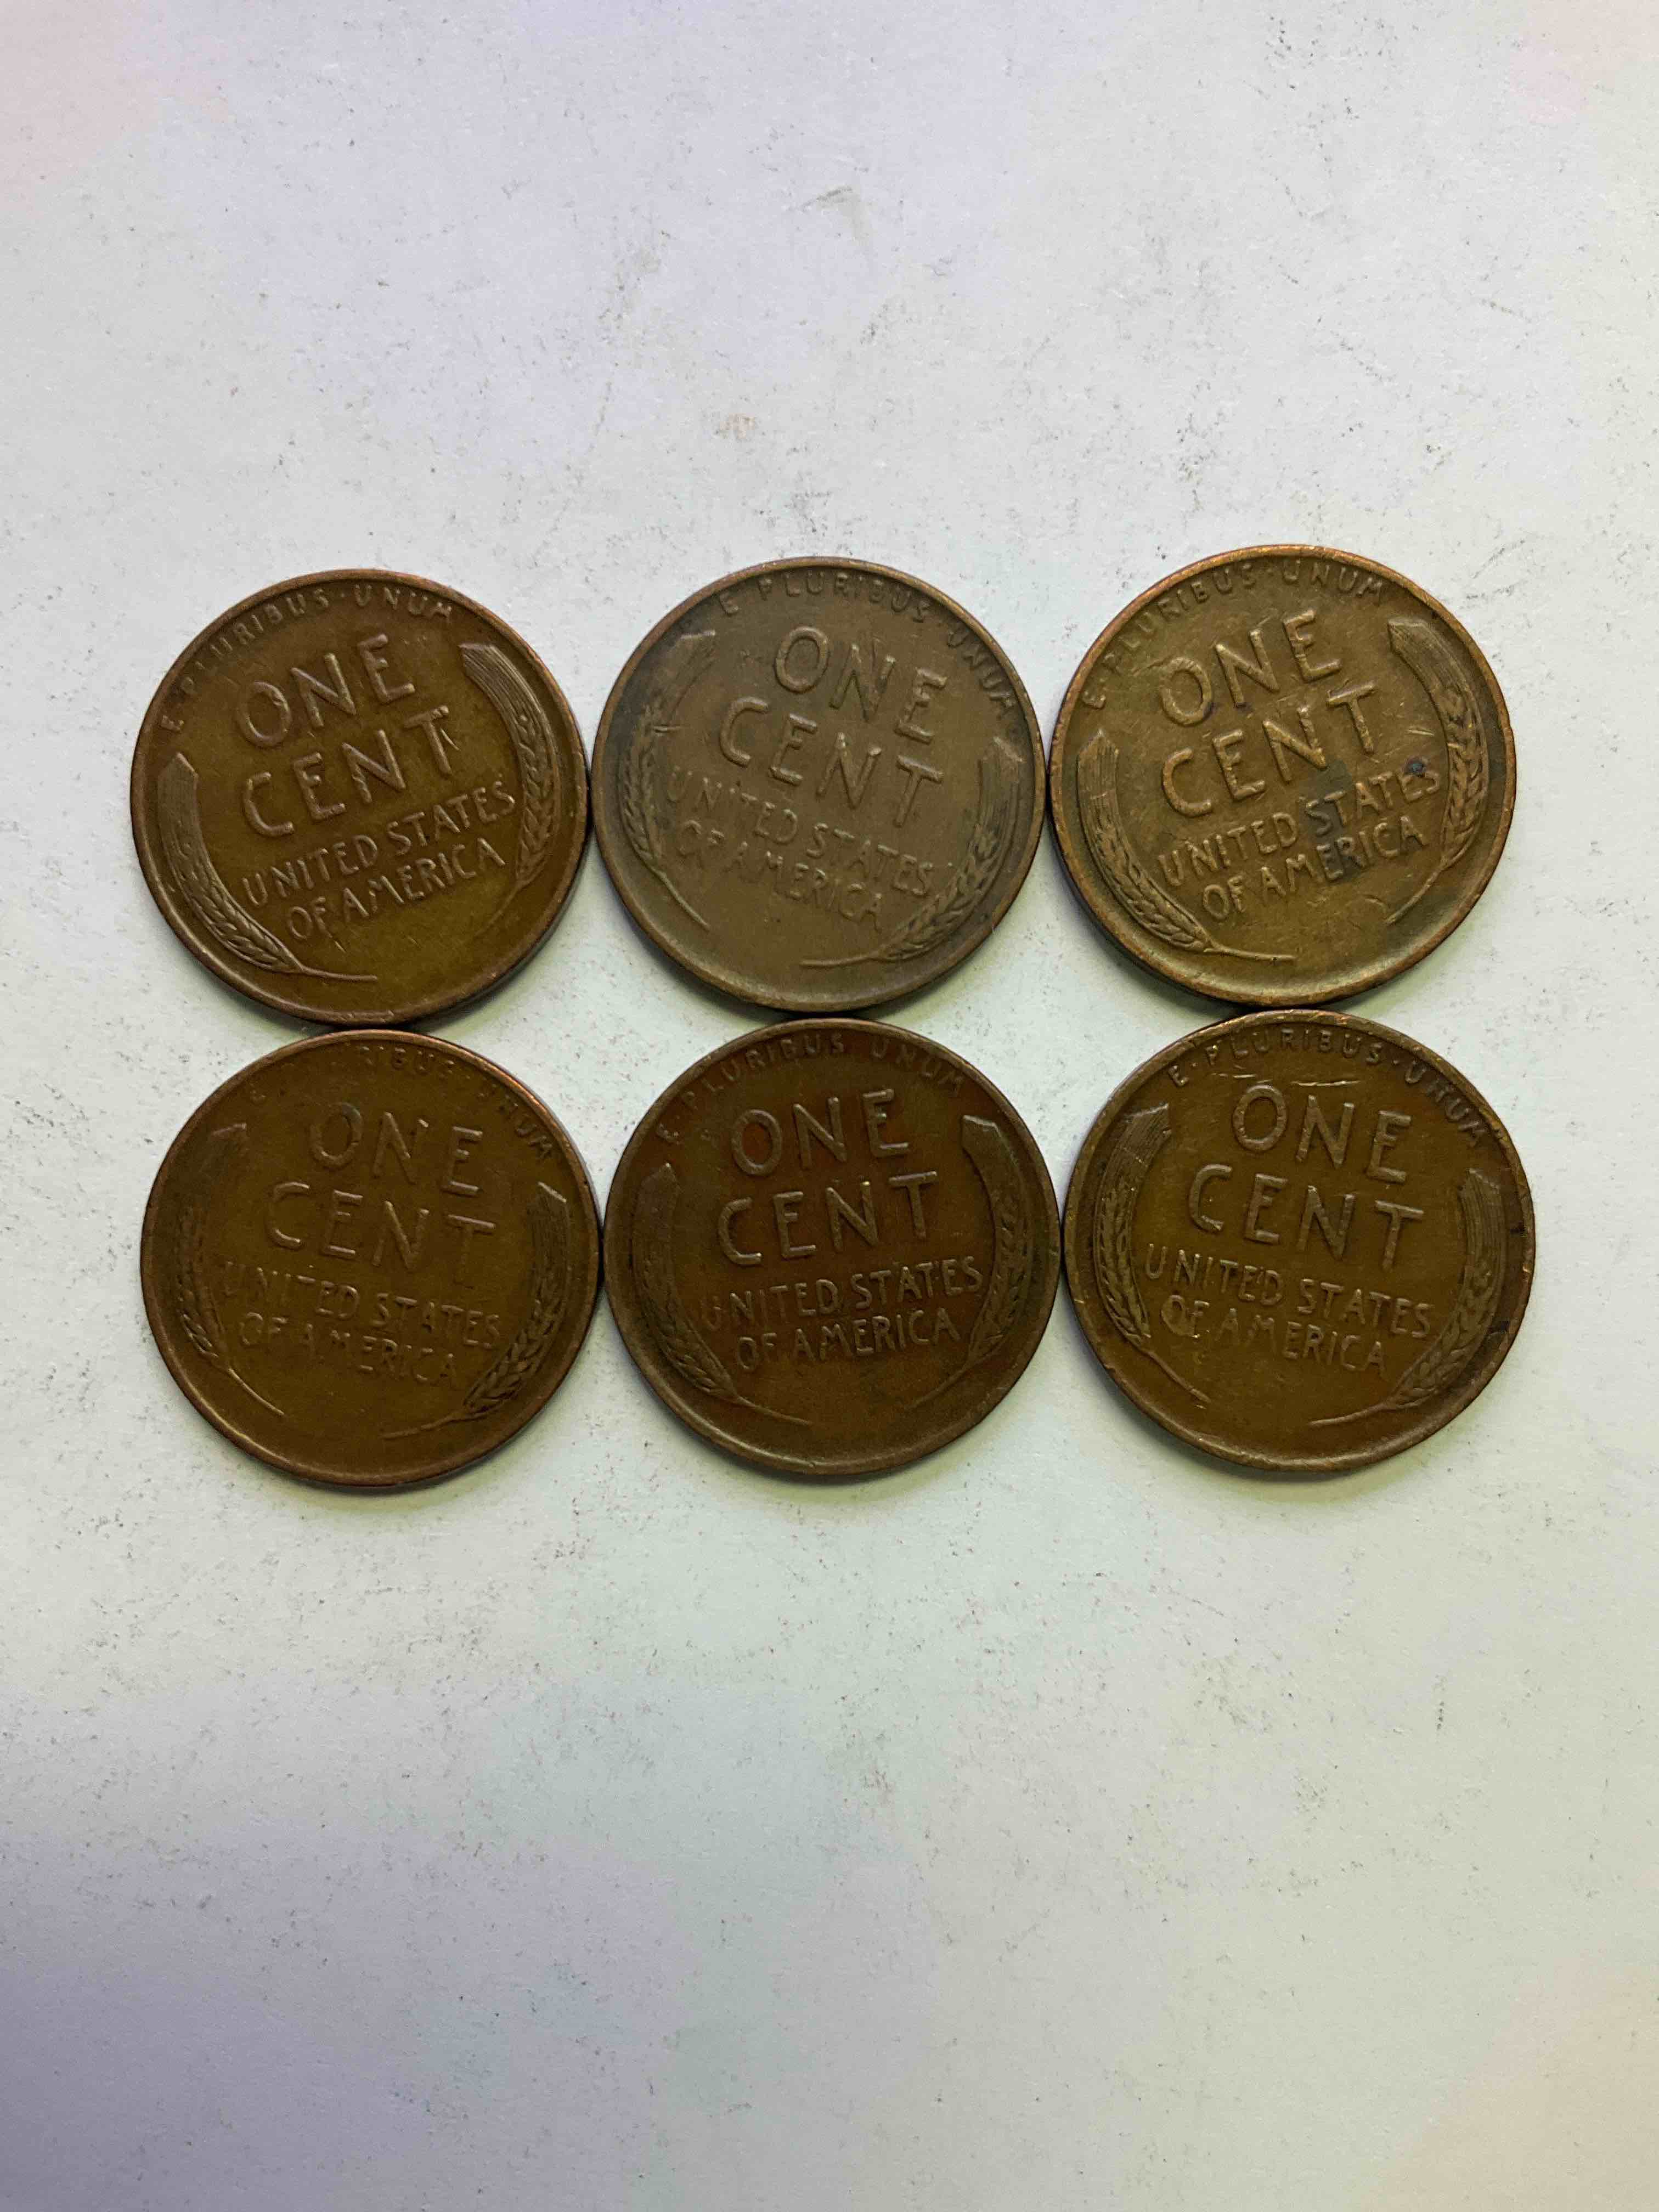 E·PLURIBUS·UNUM
ONE
CENT
UNITED STATES
OF AMERICA
E PLURIBUS·UNUM
ONE
CENT
UNITED STATES
OF AMERICA
E·PLURIBUS·UNUM
ONE
CENT
UNITED STATES
OF AMERICA
E RIBUS·UNUM
ONE
CENT
UNITED STATES
OF AMERICA
E·PLURIBUS UNUM
ONE
CENT
UNITED STATES
OF AMERICA
E·PLURIBUS·UNUM
ONE
CENT
UNITED STATES
OF AMERICA